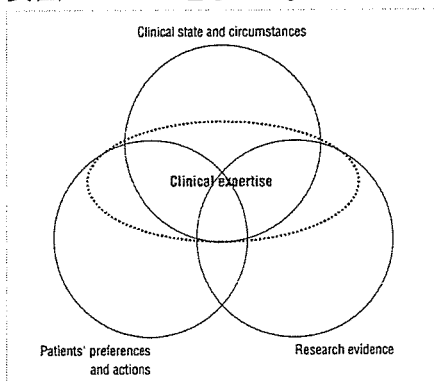 Clinical state and circumstances
Clinical expertise
Patients' preferences
and actions
Research evidence